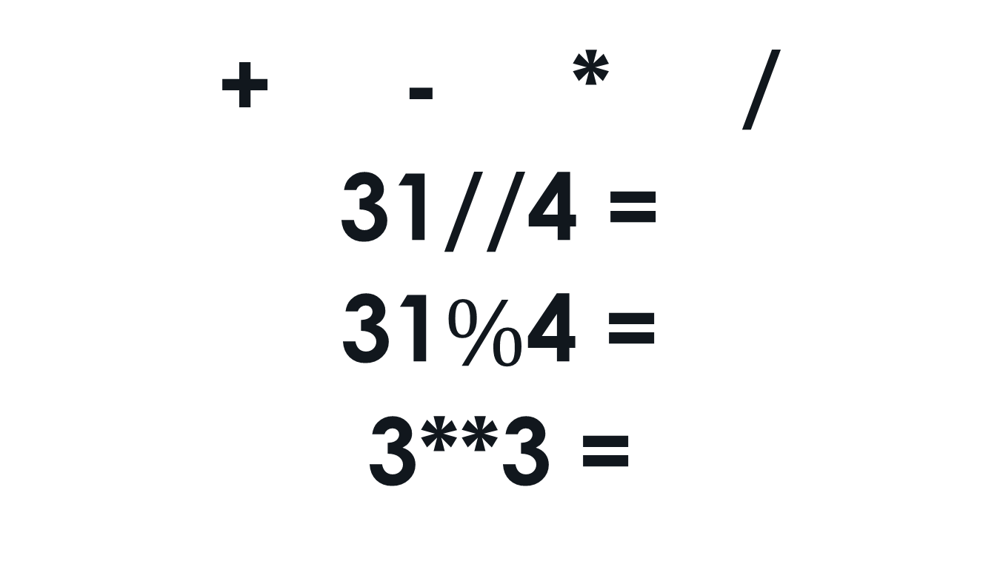 + - * /
31//4 =
31%4 =
3**3 =